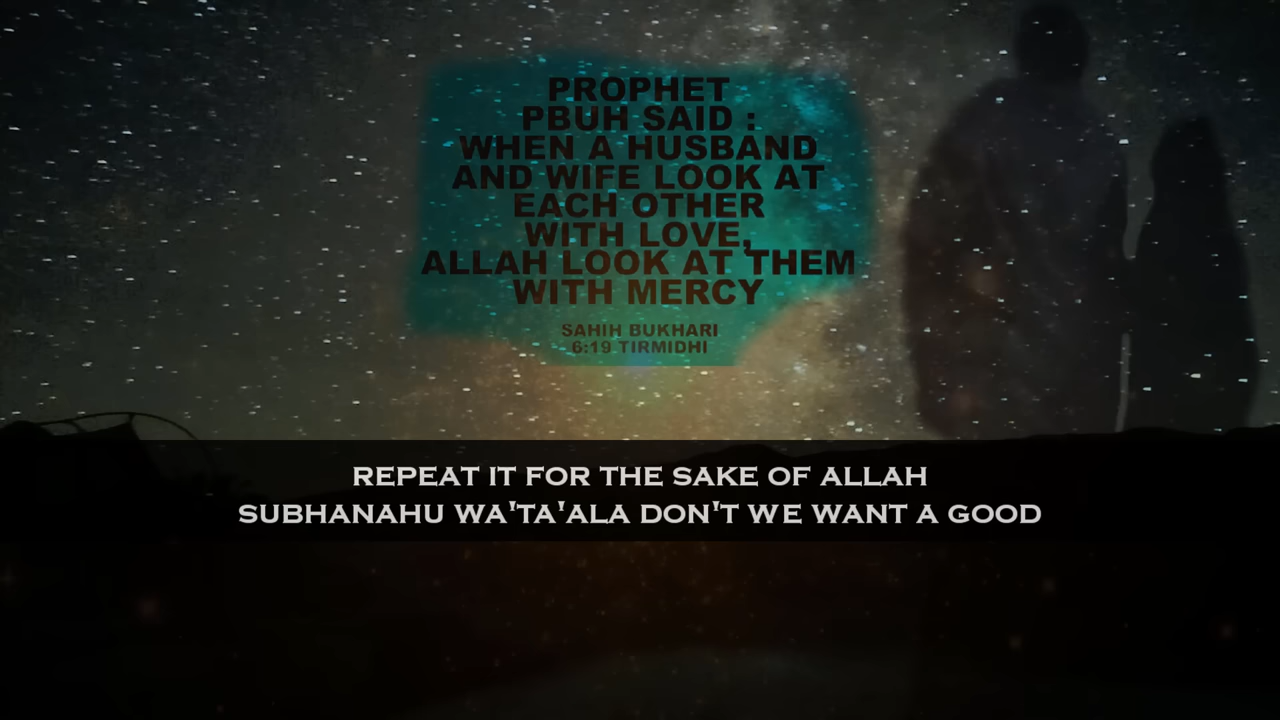 PROPHET
PBUH SAID :
WHEN A HUSBAND
AND WIFE LOOK AT
EACH OTHER
WITH LOVE,
ALLAH LOOK AT THEM
WITH MERCY
SAHIH BUKHARI
6:19 TIRMIDHI
REPEAT IT FOR THE SAKE OF ALLAH
SUBHANAHU WA'TA'ALA DON'T WE WANT A GOOD